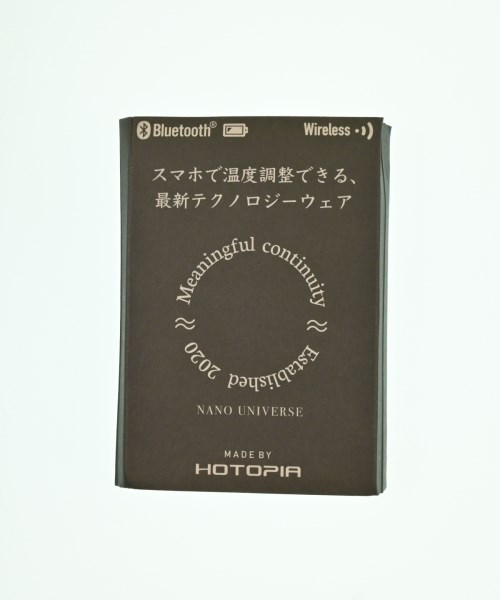 Bluetooth® Wireless
スマホで温度調整できる、
最新テクノロジーウェア
Meaningful continuity
Established 2020
NANO UNIVERSE
MADE BY
HOTOPIA